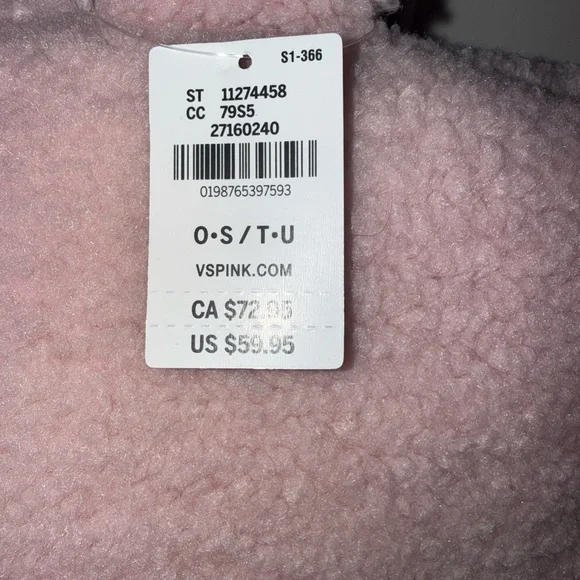 S1-366
ST 11274458
CC 79S5
27160240
0198765397593
O•S/T•U
VSPINK.COM
CA $72.95
US $59.95